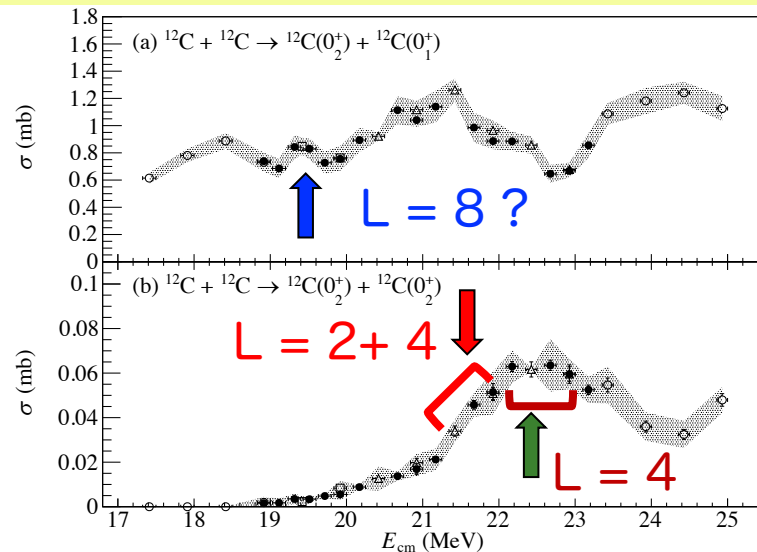 1.8
1.6
1.4
1.2
1
0.8
0.6
0.4
0.2
0
σ (mb)
(a) ¹²C + ¹²C → ¹²C(0₂⁺) + ¹²C(0₁⁺)
L = 8 ?
0.1
0.08
0.06
0.04
0.02
0
σ (mb)
(b) ¹²C + ¹²C → ¹²C(0₂⁺) + ¹²C(0₂⁺)
L = 2+ 4
L = 4
17 18 19 20 21 22 23 24 25
E_cm (MeV)